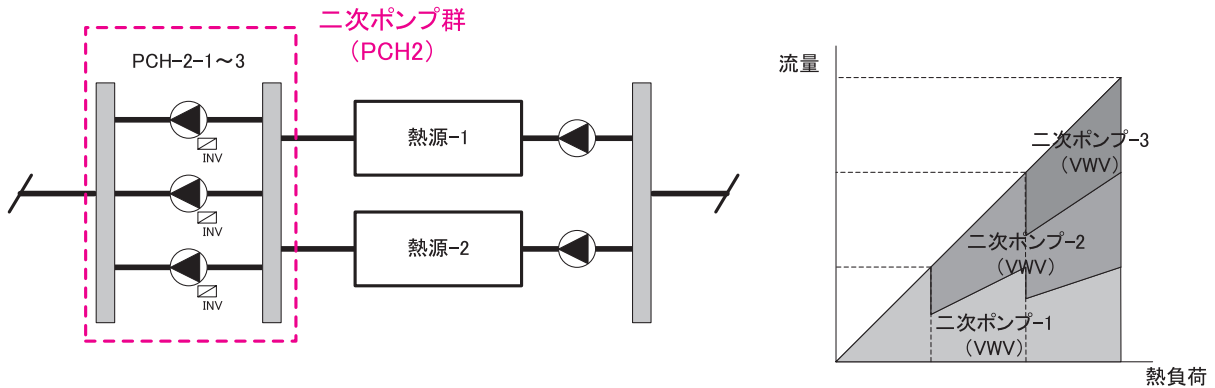 二次ポンプ群
(PCH2)
PCH-2-1～3
INV
INV
INV
熱源-1
熱源-2
流量
二次ポンプ-3
(VWV)
二次ポンプ-2
(VWV)
二次ポンプ-1
(VWV)
熱負荷